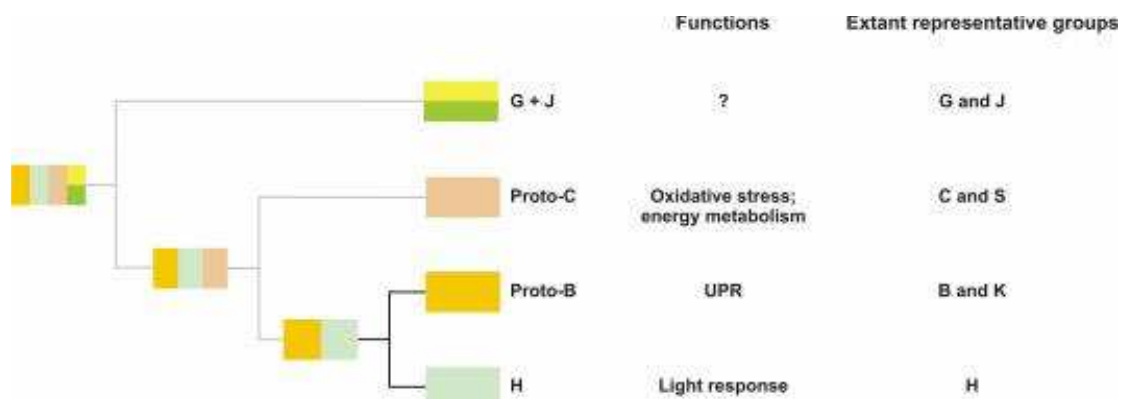 Functions Extant representative groups
G + J ? G and J
Proto-C Oxidative stress; C and S
energy metabolism
Proto-B UPR B and K
H Light response H